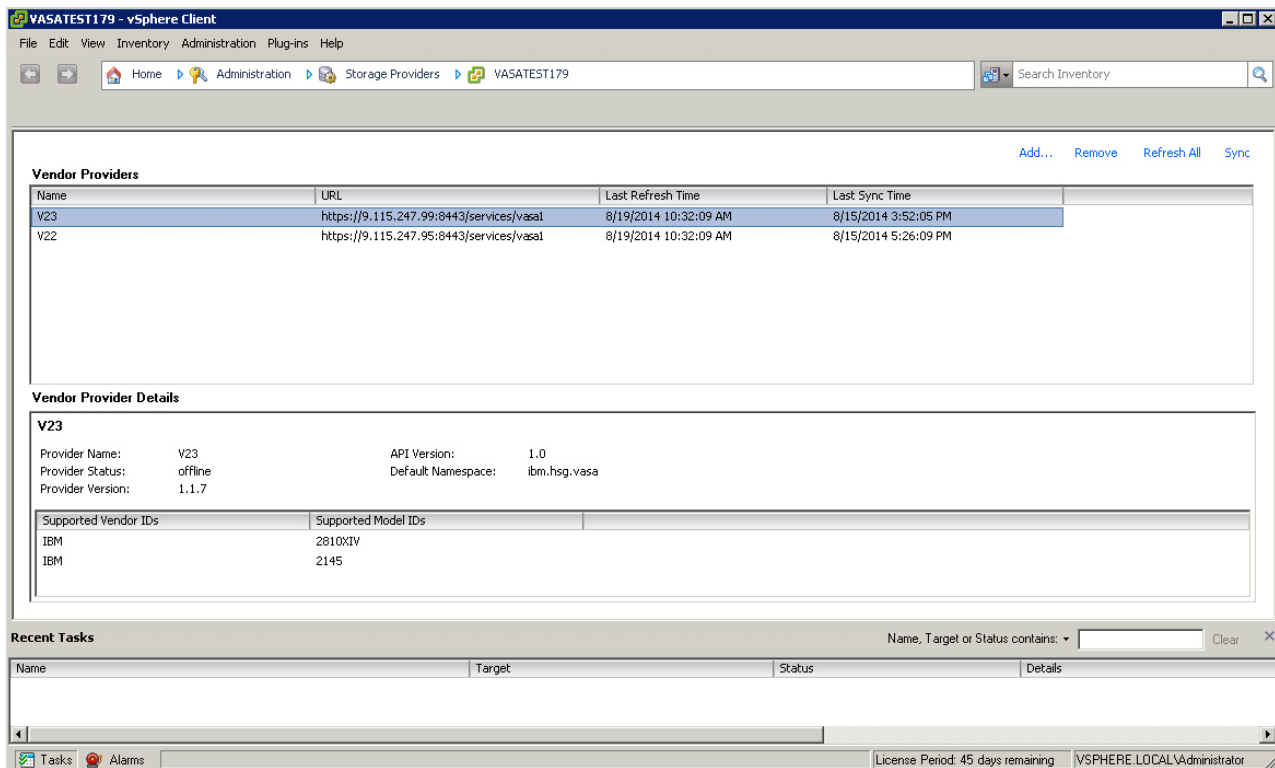 VASATEST179 - vSphere Client
File Edit View Inventory Administration Plug-ins Help
Home Administration Storage Providers VASATEST179 Search Inventory
Add... Remove Refresh All Sync
Vendor Providers
Name URL Last Refresh Time Last Sync Time
V23 https://9.115.247.99:8443/services/vasa1 8/19/2014 10:32:09 AM 8/15/2014 3:52:05 PM
V22 https://9.115.247.95:8443/services/vasa1 8/19/2014 10:32:09 AM 8/15/2014 5:26:09 PM
Vendor Provider Details
V23
Provider Name: V23 API Version: 1.0
Provider Status: offline Default Namespace: ibm.hsg.vasa
Provider Version: 1.1.7
Supported Vendor IDs Supported Model IDs
IBM 2810XIV
IBM 2145
Recent Tasks Name, Target or Status contains: Clear
Name Target Status Details
Tasks Alarms License Period: 45 days remaining VSPHERE.LOCAL\Administrator